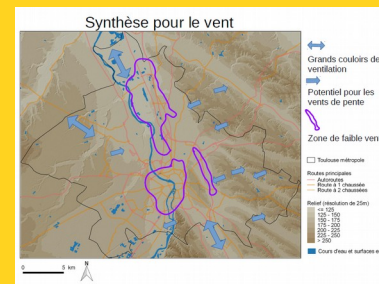 Synthèse pour le vent
Grands couloirs de
ventilation
Potentiel pour les
vents de pente
Zone de faible ven
Toulouse métropole
Routes principales
Autoroutes
Route à 1 chaussée
Route à 2 chaussées
Relief (résolution de 25m)
<= 125
125 - 150
150 - 175
175 - 200
200 - 225
225 - 250
> 250
Cours d'eau et surfaces e
0 5 km
N